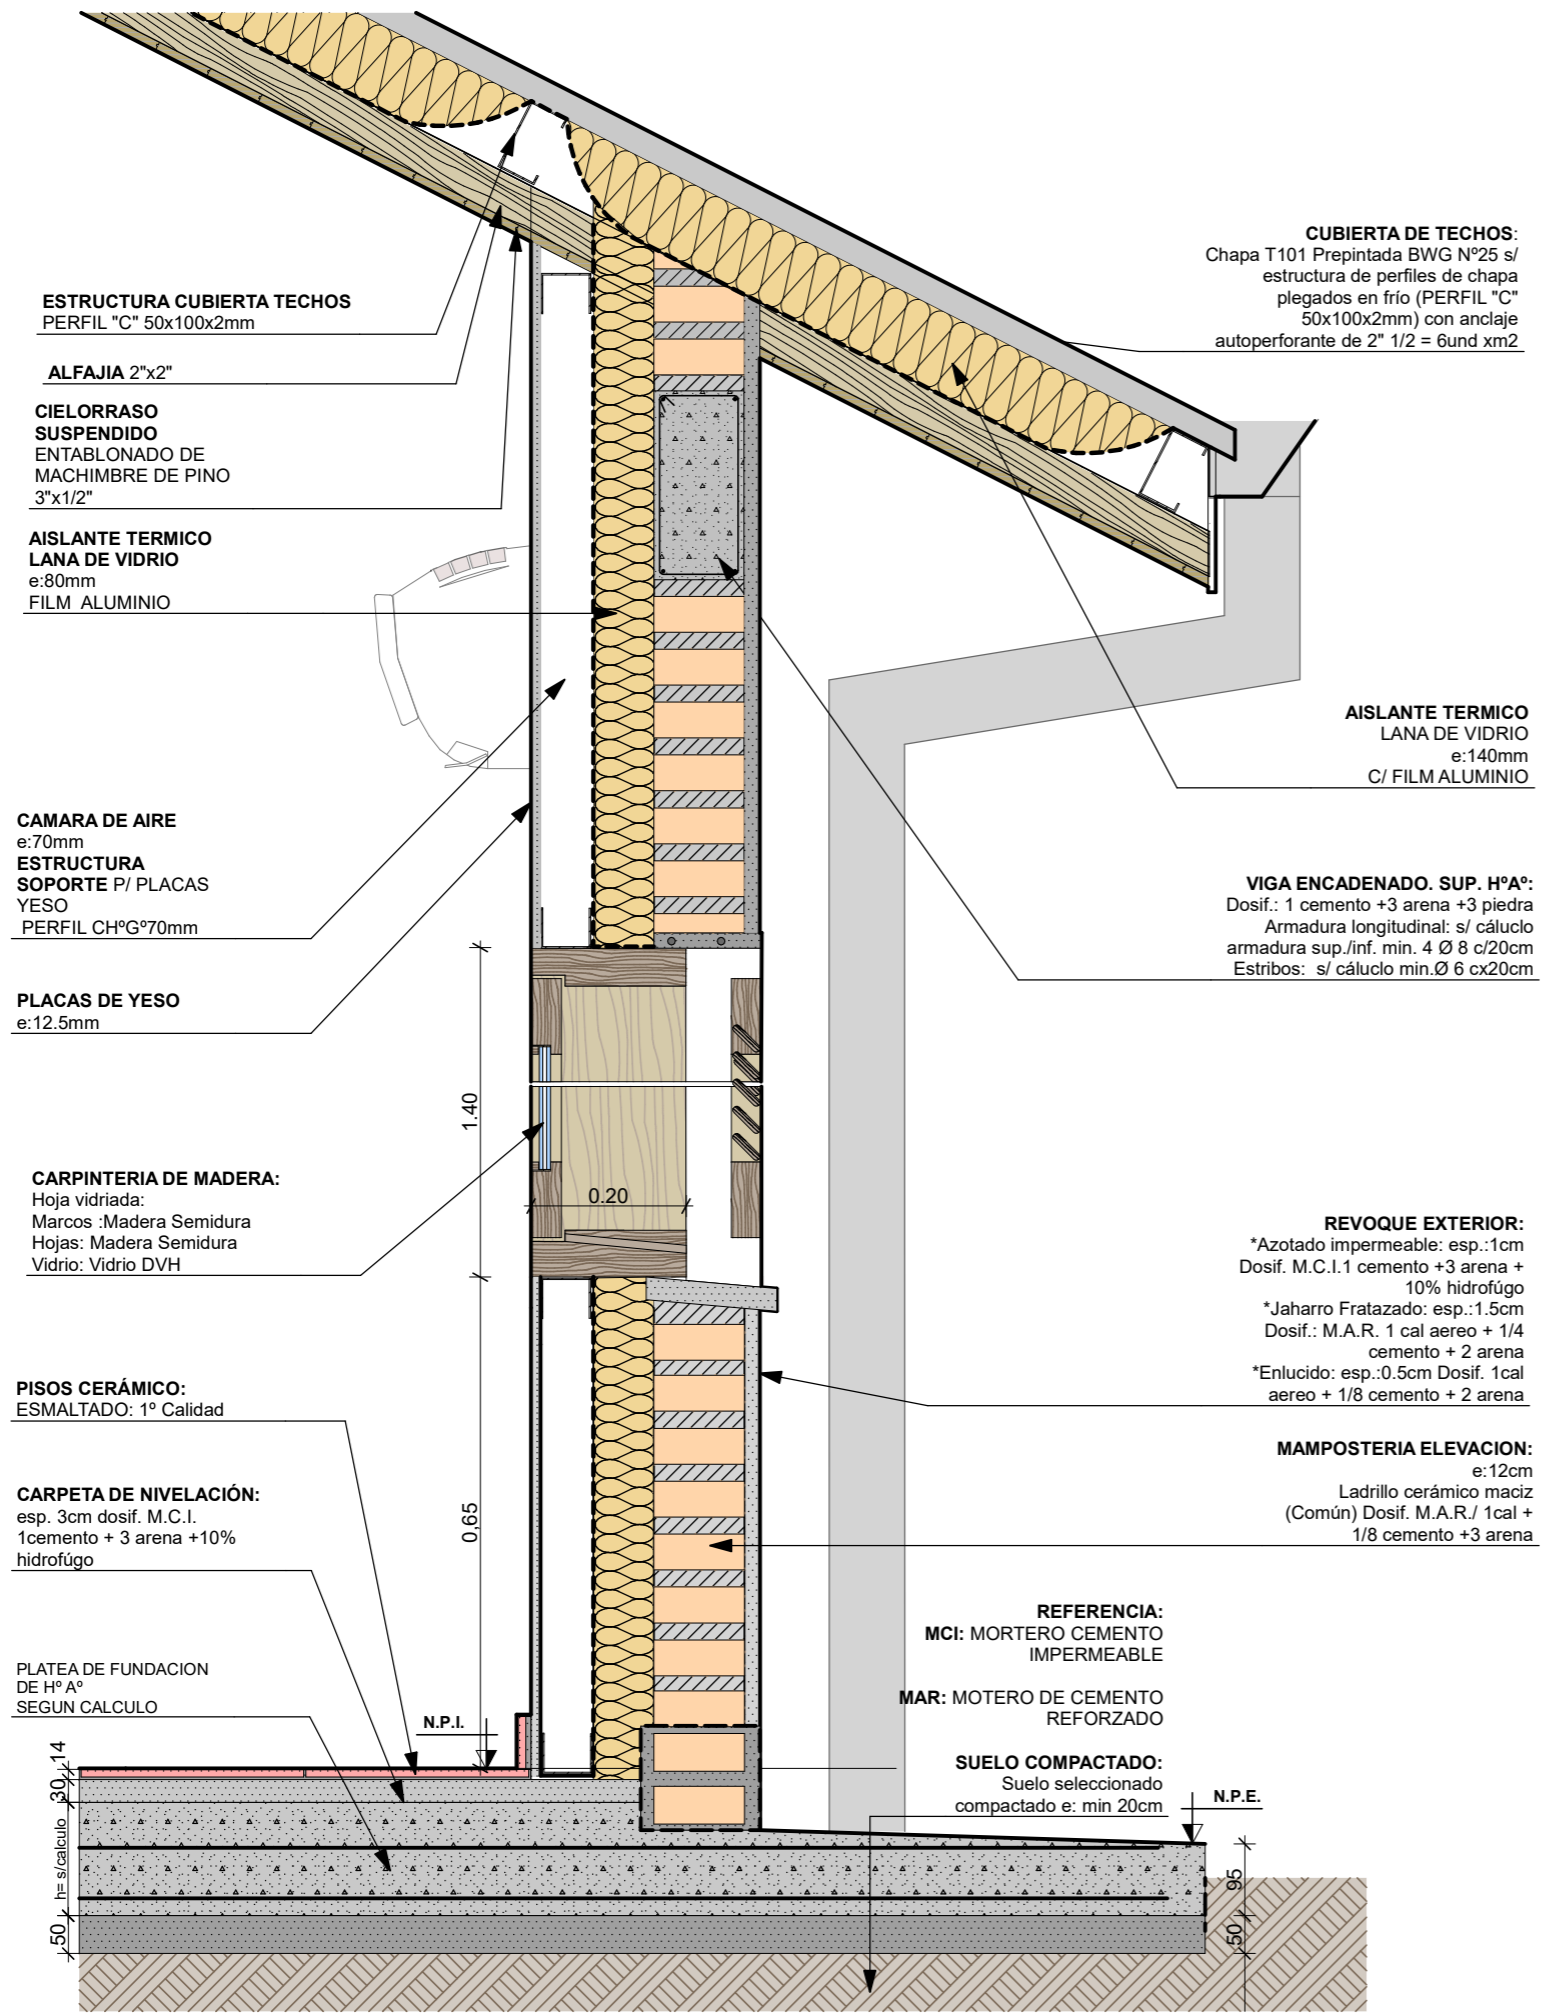 ESTRUCTURA CUBIERTA TECHOS
PERFIL "C" 50x100x2mm
ALFAJIA 2"x2"
CIELORRASO
SUSPENDIDO
ENTABLONADO DE
MACHIMBRE DE PINO
3"x1/2"
AISLANTE TERMICO
LANA DE VIDRIO
e:80mm
FILM ALUMINIO
CAMARA DE AIRE
e:70mm
ESTRUCTURA
SOPORTE P/ PLACAS
YESO
PERFIL CHºGº70mm
PLACAS DE YESO
e:12.5mm
CARPINTERIA DE MADERA:
Hoja vidriada:
Marcos :Madera Semidura
Hojas: Madera Semidura
Vidrio: Vidrio DVH
PISOS CERÁMICO:
ESMALTADO: 1º Calidad
CARPETA DE NIVELACIÓN:
esp. 3cm dosif. M.C.I.
1cemento + 3 arena +10%
hidrofúgo
PLATEA DE FUNDACION
DE Hº Aº
SEGUN CALCULO
N.P.I.
14
30
h= s/calculo
50
1.40
0.20
0,65
CUBIERTA DE TECHOS:
Chapa T101 Prepintada BWG Nº25 s/
estructura de perfiles de chapa
plegados en frío (PERFIL "C"
50x100x2mm) con anclaje
autoperforante de 2" 1/2 = 6und xm2
AISLANTE TERMICO
LANA DE VIDRIO
e:140mm
C/ FILM ALUMINIO
VIGA ENCADENADO. SUP. HºAº:
Dosif.: 1 cemento +3 arena +3 piedra
Armadura longitudinal: s/ cáluclo
armadura sup./inf. min. 4 Ø 8 c/20cm
Estribos: s/ cáluclo min.Ø 6 cx20cm
REVOQUE EXTERIOR:
*Azotado impermeable: esp.:1cm
Dosif. M.C.I.1 cemento +3 arena +
10% hidrofúgo
*Jaharro Fratazado: esp.:1.5cm
Dosif.: M.A.R. 1 cal aereo + 1/4
cemento + 2 arena
*Enlucido: esp.:0.5cm Dosif. 1cal
aereo + 1/8 cemento + 2 arena
MAMPOSTERIA ELEVACION:
e:12cm
Ladrillo cerámico maciz
(Común) Dosif. M.A.R./ 1cal +
1/8 cemento +3 arena
REFERENCIA:
MCI: MORTERO CEMENTO
IMPERMEABLE
MAR: MOTERO DE CEMENTO
REFORZADO
SUELO COMPACTADO:
Suelo seleccionado
compactado e: min 20cm
N.P.E.
95
50